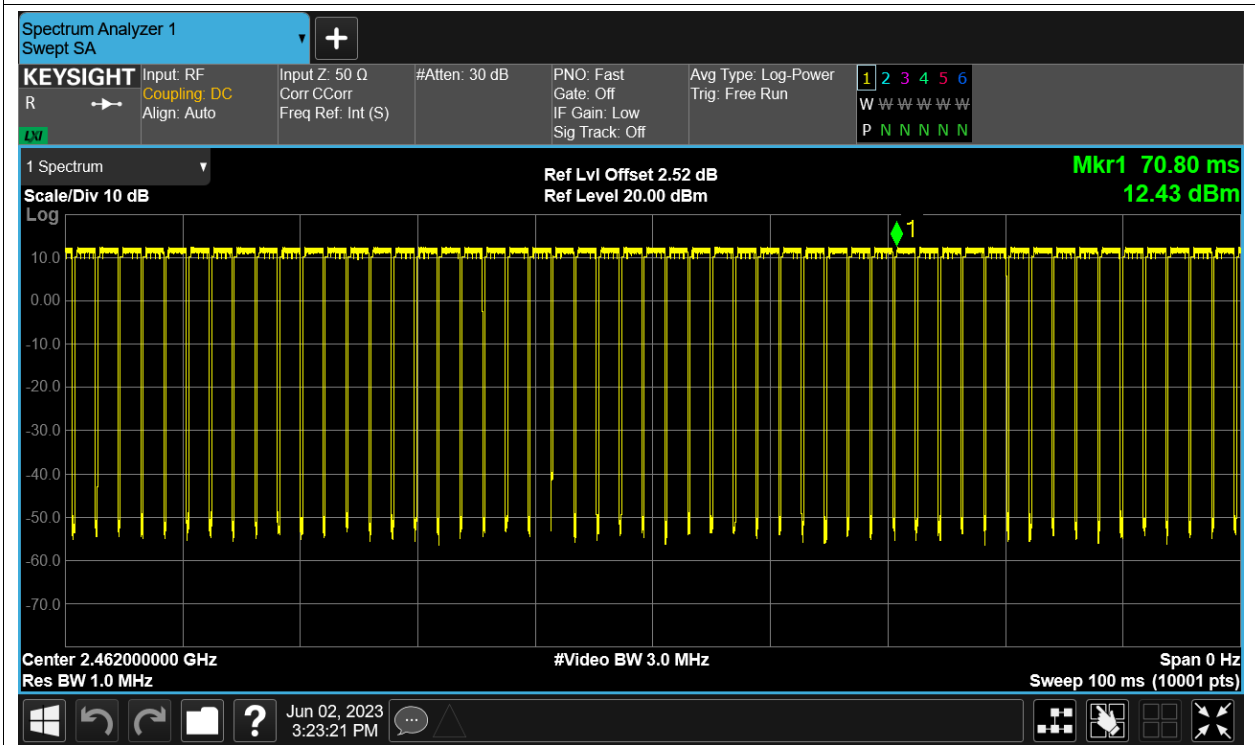 Spectrum Analyzer 1
Swept SA
KEYSIGHT
R
LXI
Input: RF
Coupling: DC
Align: Auto
Input Z: 50 Ω
Corr CCorr
Freq Ref: Int (S)
#Atten: 30 dB
PNO: Fast
Gate: Off
IF Gain: Low
Sig Track: Off
Avg Type: Log-Power
Trig: Free Run
1 2 3 4 5 6
W W W W W W
P N N N N N
1 Spectrum
Scale/Div 10 dB
Log
Ref Lvl Offset 2.52 dB
Ref Level 20.00 dBm
Mkr1 70.80 ms
12.43 dBm
1
10.0
0.00
-10.0
-20.0
-30.0
-40.0
-50.0
-60.0
-70.0
Center 2.462000000 GHz
Res BW 1.0 MHz
#Video BW 3.0 MHz
Span 0 Hz
Sweep 100 ms (10001 pts)
?
Jun 02, 2023
3:23:21 PM